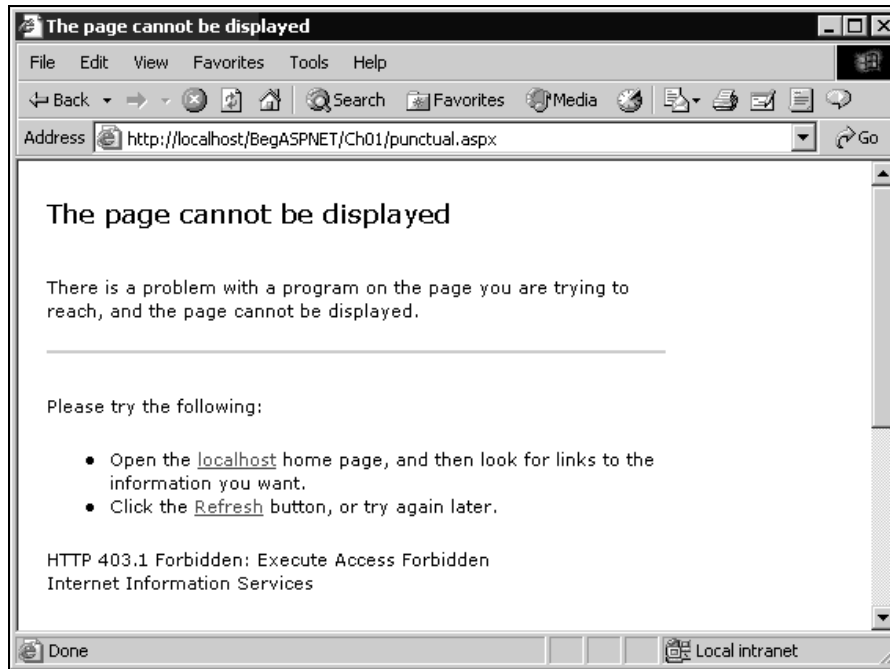 The page cannot be displayed
File Edit View Favorites Tools Help
Back Search Favorites Media
Address http://localhost/BegASPNET/Ch01/punctual.aspx Go
The page cannot be displayed
There is a problem with a program on the page you are trying to
reach, and the page cannot be displayed.
Please try the following:
• Open the localhost home page, and then look for links to the
information you want.
• Click the Refresh button, or try again later.
HTTP 403.1 Forbidden: Execute Access Forbidden
Internet Information Services
Done Local intranet